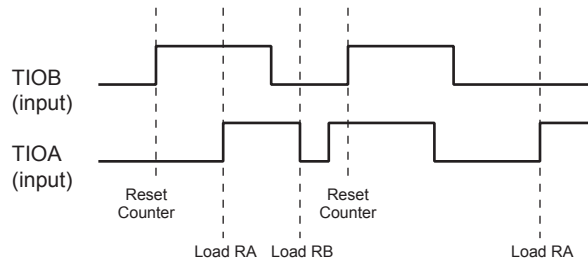 TIOB
(input)
TIOA
(input)
Reset
Counter
Reset
Counter
Load RA
Load RB
Load RA